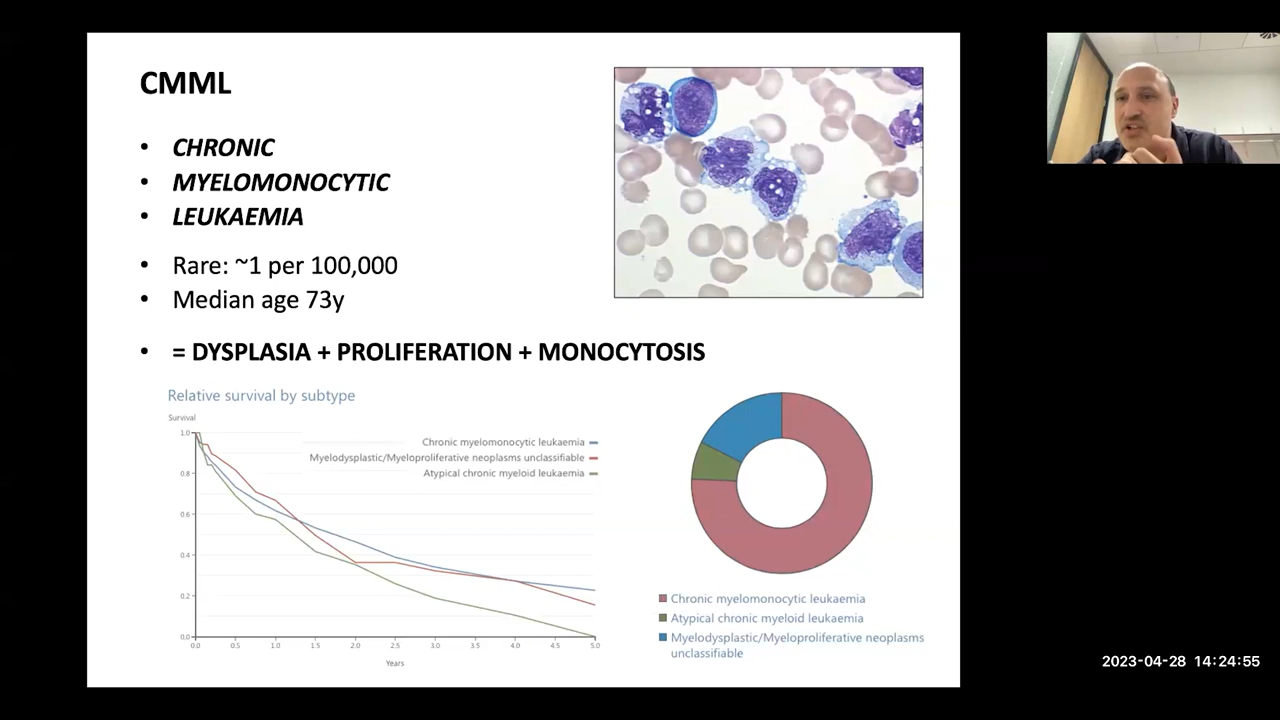 CMML
• CHRONIC
• MYELOMONOCYTIC
• LEUKAEMIA
• Rare: ~1 per 100,000
• Median age 73y
• = DYSPLASIA + PROLIFERATION + MONOCYTOSIS
Relative survival by subtype
Survival
Chronic myelomonocytic leukaemia
Myelodysplastic/Myeloproliferative neoplasms unclassifiable
Atypical chronic myeloid leukaemia
1.0
0.8
0.6
0.4
0.2
0.0
0.0 0.5 1.0 1.5 2.0 2.5 3.0 3.5 4.0 4.5 5.0
Years
Chronic myelomonocytic leukaemia
Atypical chronic myeloid leukaemia
Myelodysplastic/Myeloproliferative neoplasms
unclassifiable
2023-04-28 14:24:55